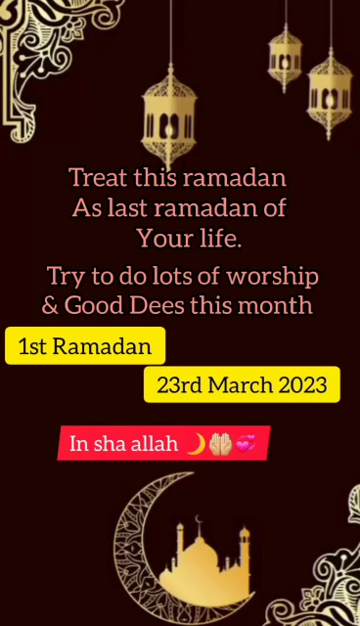 Treat this ramadan
As last ramadan of
Your life.
Try to do lots of worship
& Good Dees this month
1st Ramadan
23rd March 2023
In sha allah 🌙🤲🏼💞